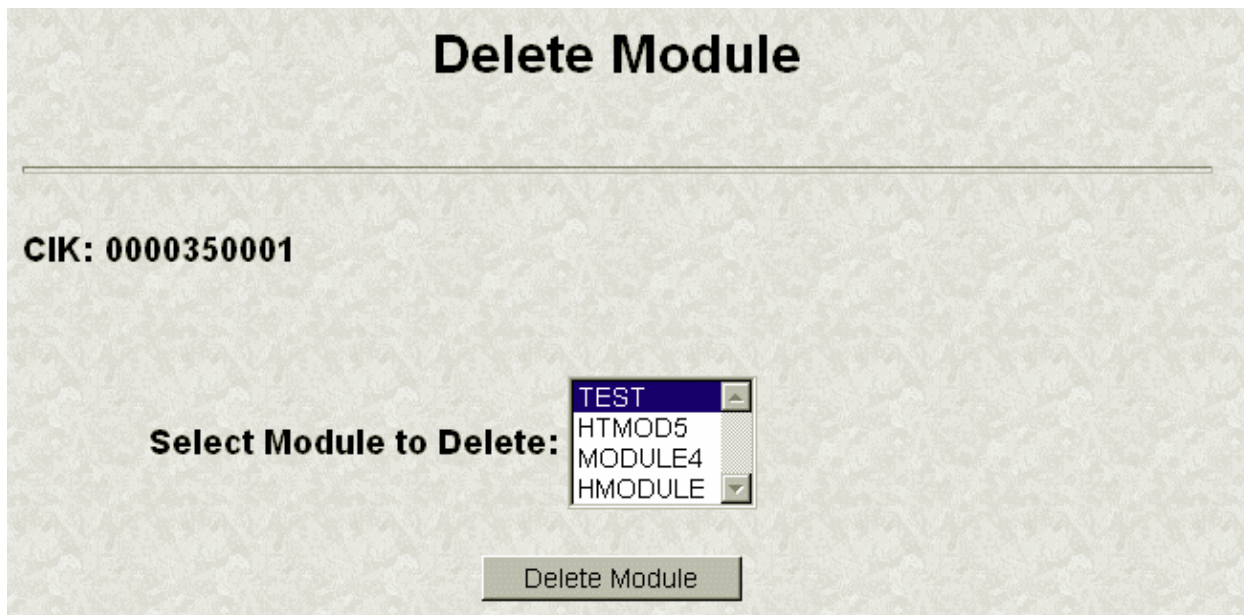 Delete Module
CIK: 0000350001
Select Module to Delete:
TEST
HTMOD5
MODULE4
HMODULE
Delete Module